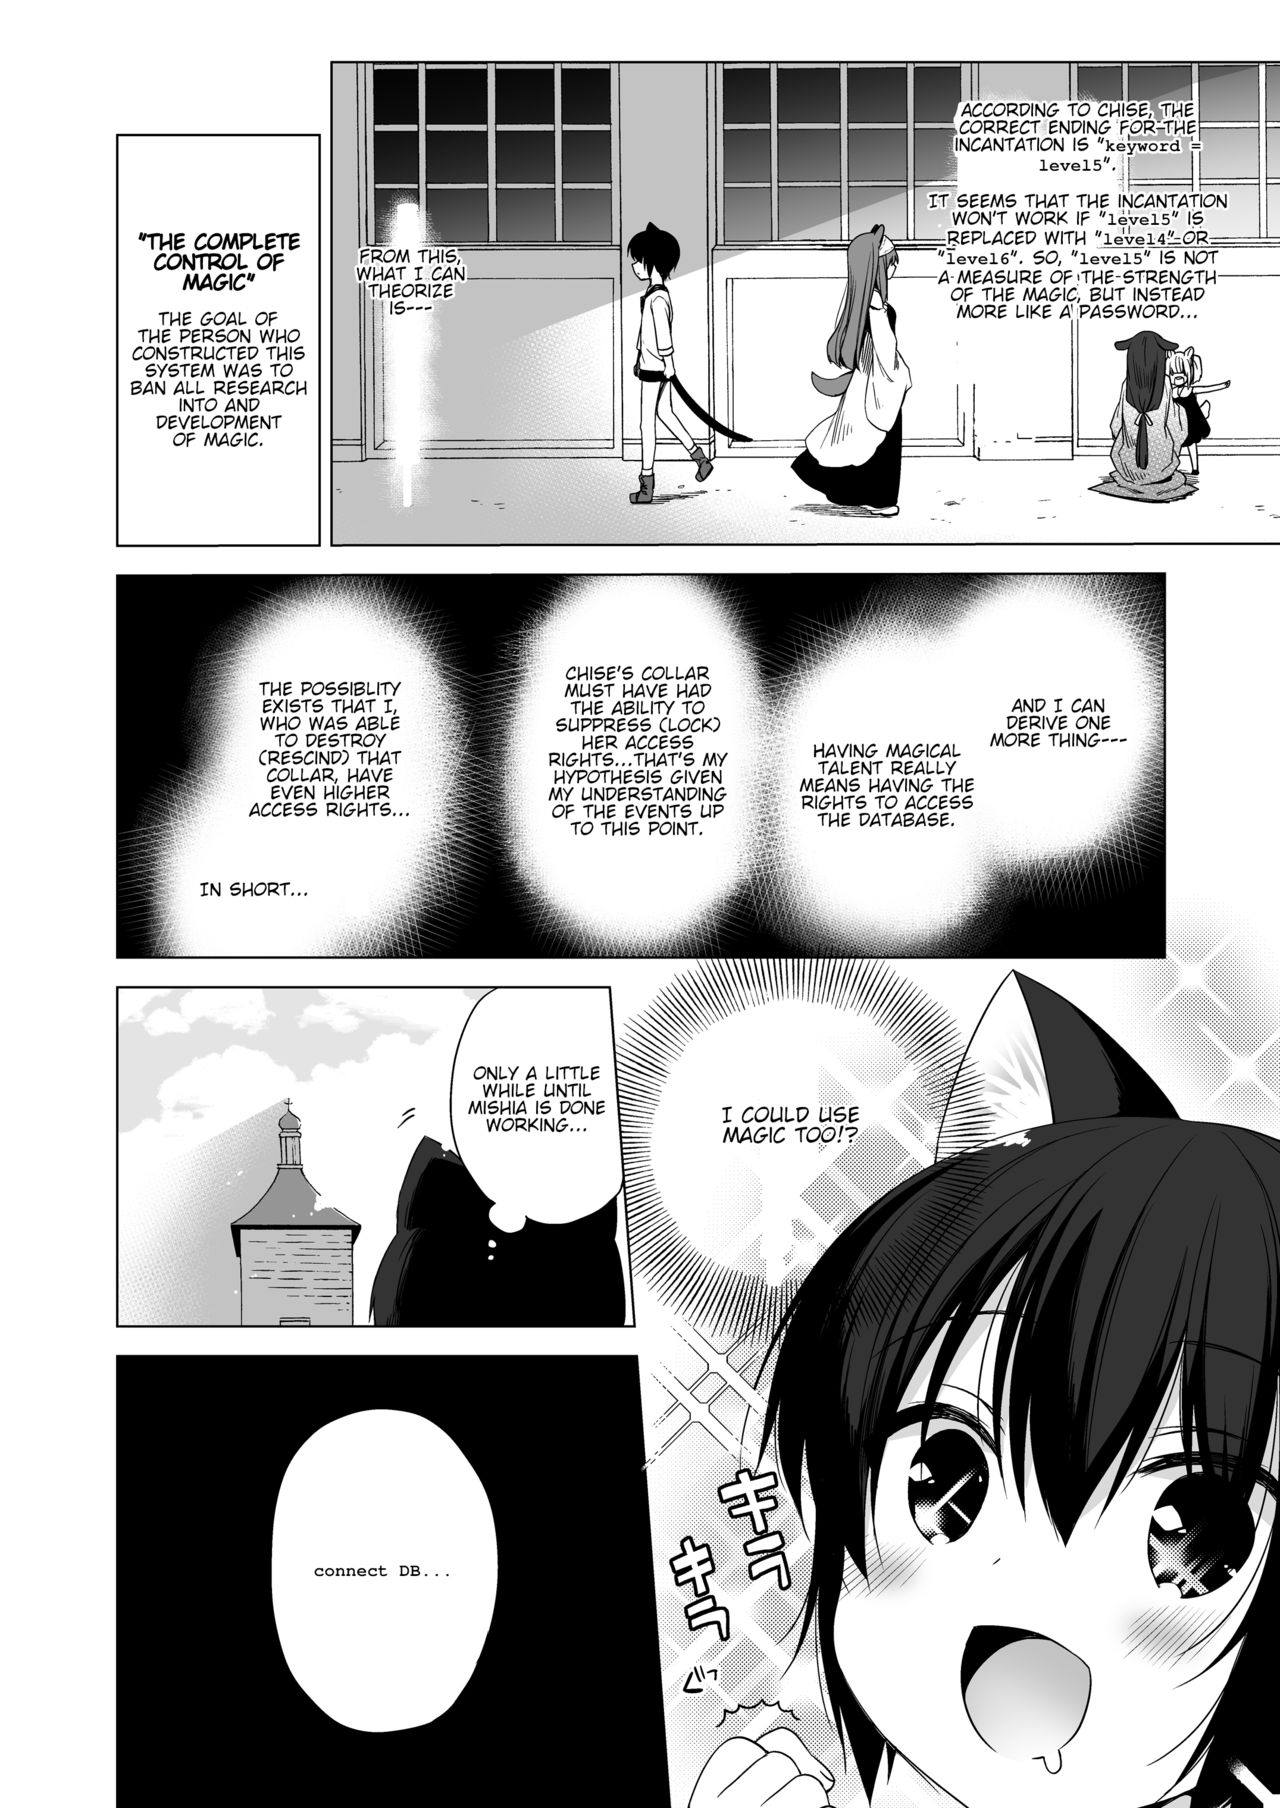 ACCORDING TO CHISE, THE
CORRECT ENDING FOR THE
INCANTATION IS "keyword =
level5".
IT SEEMS THAT THE INCANTATION
WON'T WORK IF "level5" IS
REPLACED WITH "level4" OR
"level6". SO, "level5" IS NOT
A MEASURE OF THE STRENGTH
OF THE MAGIC, BUT INSTEAD
MORE LIKE A PASSWORD...
FROM THIS,
WHAT I CAN
THEORIZE
IS---
"THE COMPLETE
CONTROL OF
MAGIC"
THE GOAL OF
THE PERSON WHO
CONSTRUCTED THIS
SYSTEM WAS TO
BAN ALL RESEARCH
INTO AND
DEVELOPMENT
OF MAGIC.
AND I CAN
DERIVE ONE
MORE THING---
HAVING MAGICAL
TALENT REALLY
MEANS HAVING THE
RIGHTS TO ACCESS
THE DATABASE.
CHISE'S COLLAR
MUST HAVE HAD
THE ABILITY TO
SUPPRESS (LOCK)
HER ACCESS
RIGHTS...THAT'S MY
HYPOTHESIS GIVEN
MY UNDERSTANDING
OF THE EVENTS UP
TO THIS POINT.
THE POSSIBLITY
EXISTS THAT I,
WHO WAS ABLE
TO DESTROY
(RESCIND) THAT
COLLAR, HAVE
EVEN HIGHER
ACCESS RIGHTS...
IN SHORT...
I COULD USE
MAGIC TOO!?
キラ
キラ
ぐっ
ONLY A LITTLE
WHILE UNTIL
MISHIA IS DONE
WORKING...
connect DB...